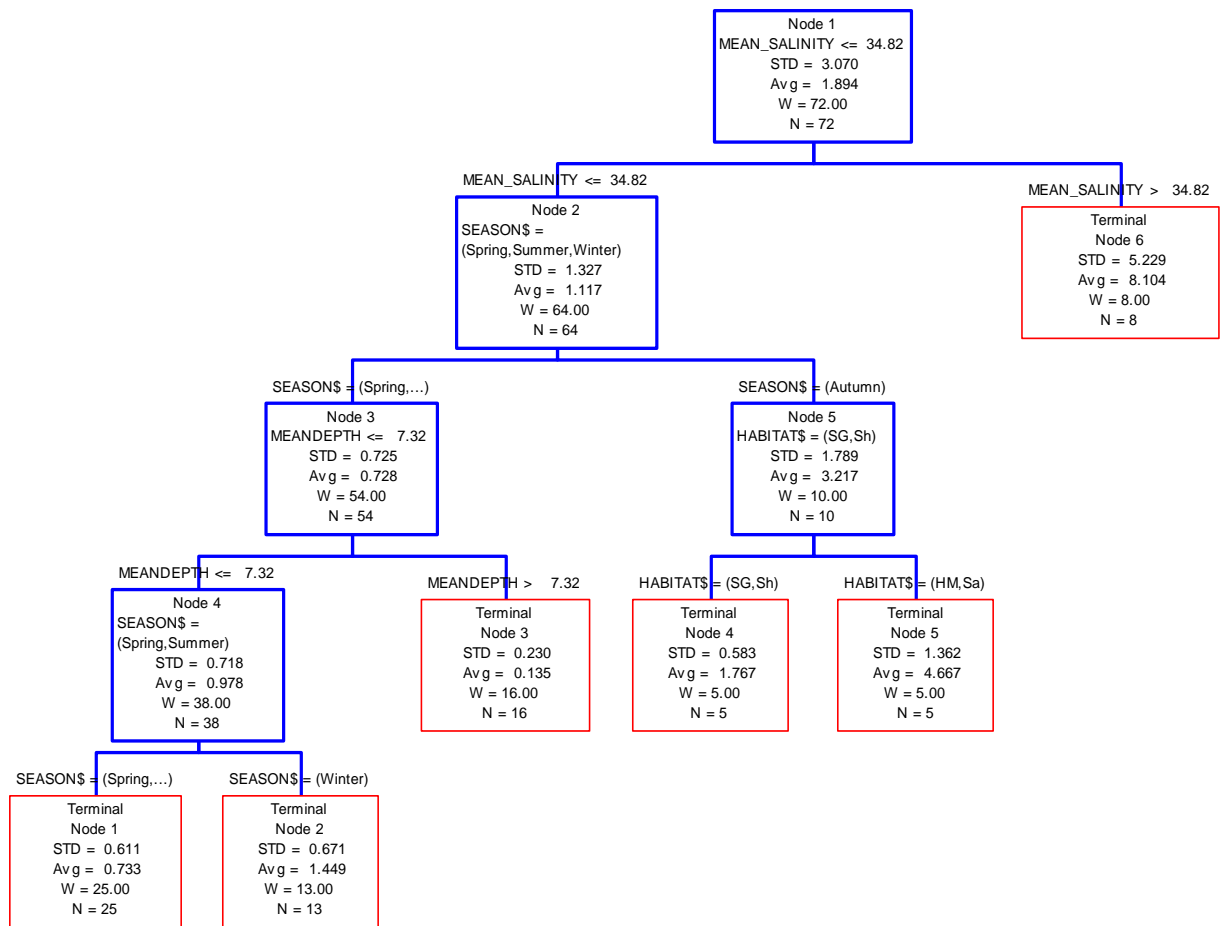 Node 1
MEAN_SALINITY <= 34.82
STD = 3.070
Avg = 1.894
W = 72.00
N = 72
MEAN_SALINITY <= 34.82
Node 2
SEASON$ =
(Spring,Summer,Winter)
STD = 1.327
Avg = 1.117
W = 64.00
N = 64
MEAN_SALINITY > 34.82
Terminal
Node 6
STD = 5.229
Avg = 8.104
W = 8.00
N = 8
SEASON$ = (Spring,...)
Node 3
MEANDEPTH <= 7.32
STD = 0.725
Avg = 0.728
W = 54.00
N = 54
SEASON$ = (Autumn)
Node 5
HABITAT$ = (SG,Sh)
STD = 1.789
Avg = 3.217
W = 10.00
N = 10
MEANDEPTH <= 7.32
Node 4
SEASON$ =
(Spring,Summer)
STD = 0.718
Avg = 0.978
W = 38.00
N = 38
MEANDEPTH > 7.32
Terminal
Node 3
STD = 0.230
Avg = 0.135
W = 16.00
N = 16
HABITAT$ = (SG,Sh)
Terminal
Node 4
STD = 0.583
Avg = 1.767
W = 5.00
N = 5
HABITAT$ = (HM,Sa)
Terminal
Node 5
STD = 1.362
Avg = 4.667
W = 5.00
N = 5
SEASON$ = (Spring,...)
Terminal
Node 1
STD = 0.611
Avg = 0.733
W = 25.00
N = 25
SEASON$ = (Winter)
Terminal
Node 2
STD = 0.671
Avg = 1.449
W = 13.00
N = 13